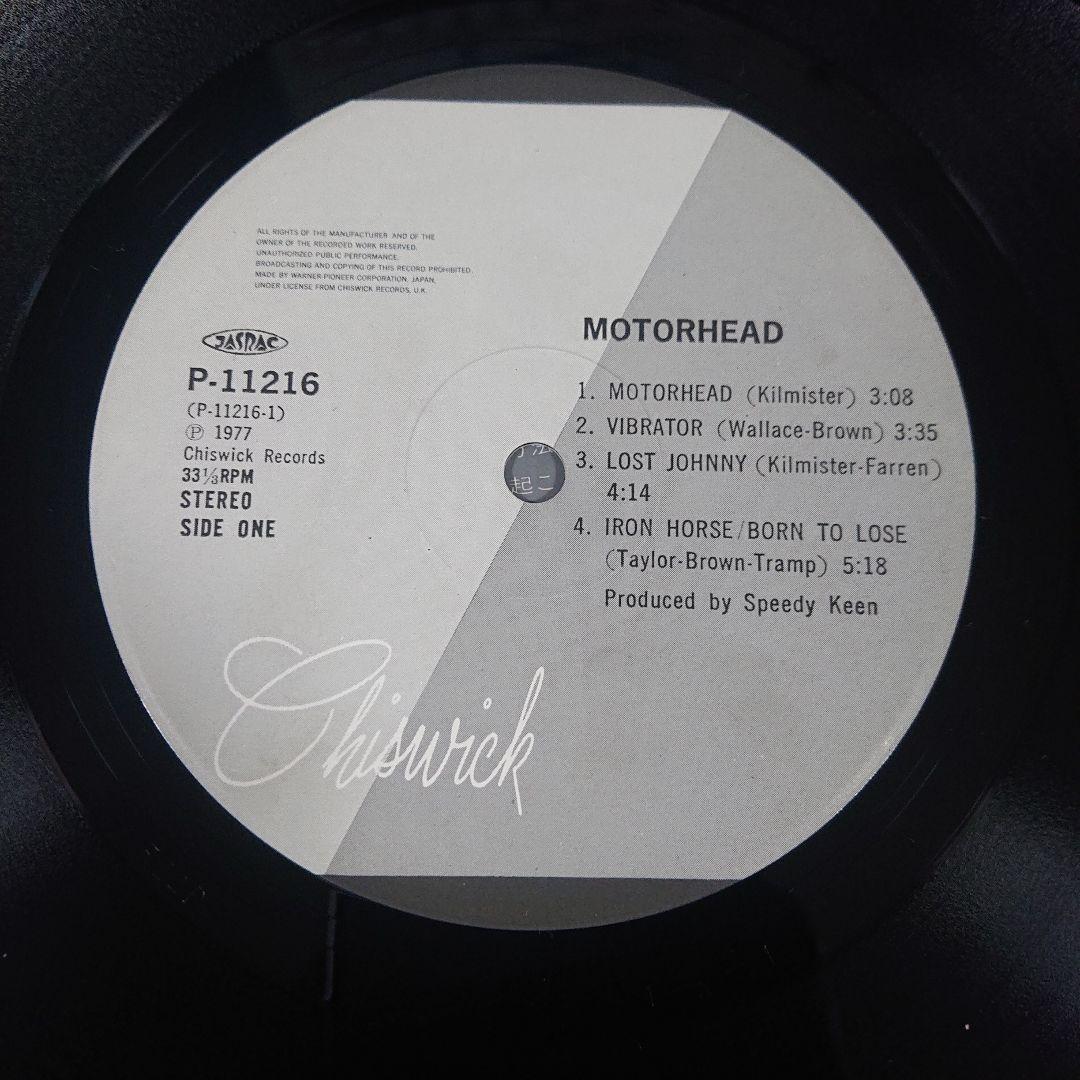 ALL RIGHTS OF THE MANUFACTURER AND OF THE
OWNER OF THE RECORDED WORK RESERVED.
UNAUTHORIZED PUBLIC PERFORMANCE,
BROADCASTING AND COPYING OF THIS RECORD PROHIBITED.
MADE BY WARNER-PIONEER CORPORATION, JAPAN,
UNDER LICENSE FROM CHISWICK RECORDS, U.K.
JASRAC
P-11216
(P-11216-1)
Ⓟ 1977
Chiswick Records
33⅓RPM
STEREO
SIDE ONE
MOTORHEAD
1. MOTORHEAD (Kilmister) 3:08
2. VIBRATOR (Wallace-Brown) 3:35
3. LOST JOHNNY (Kilmister-Farren)
4:14
4. IRON HORSE/BORN TO LOSE
(Taylor-Brown-Tramp) 5:18
Produced by Speedy Keen
起こ
Chiswick